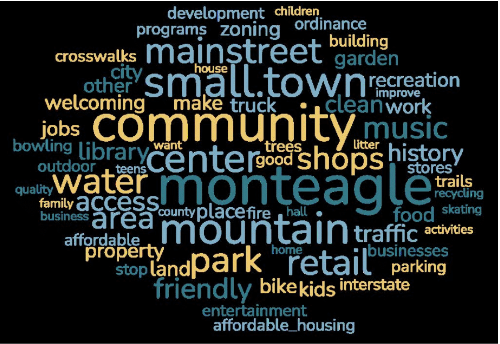 development children
programs zoning ordinance
mainstreet building
crosswalks house garden
city small.town recreation
other improve
welcoming make truck clean work
jobs community music
bowling library want trees litter history
outdoor teens center good shops stores
quality water monteagle trails
family access recycling
business area county place fire hall food skating
affordable mountain traffic activities
property park home retail businesses
stop land parking
friendly bike kids interstate
entertainment
affordable_housing